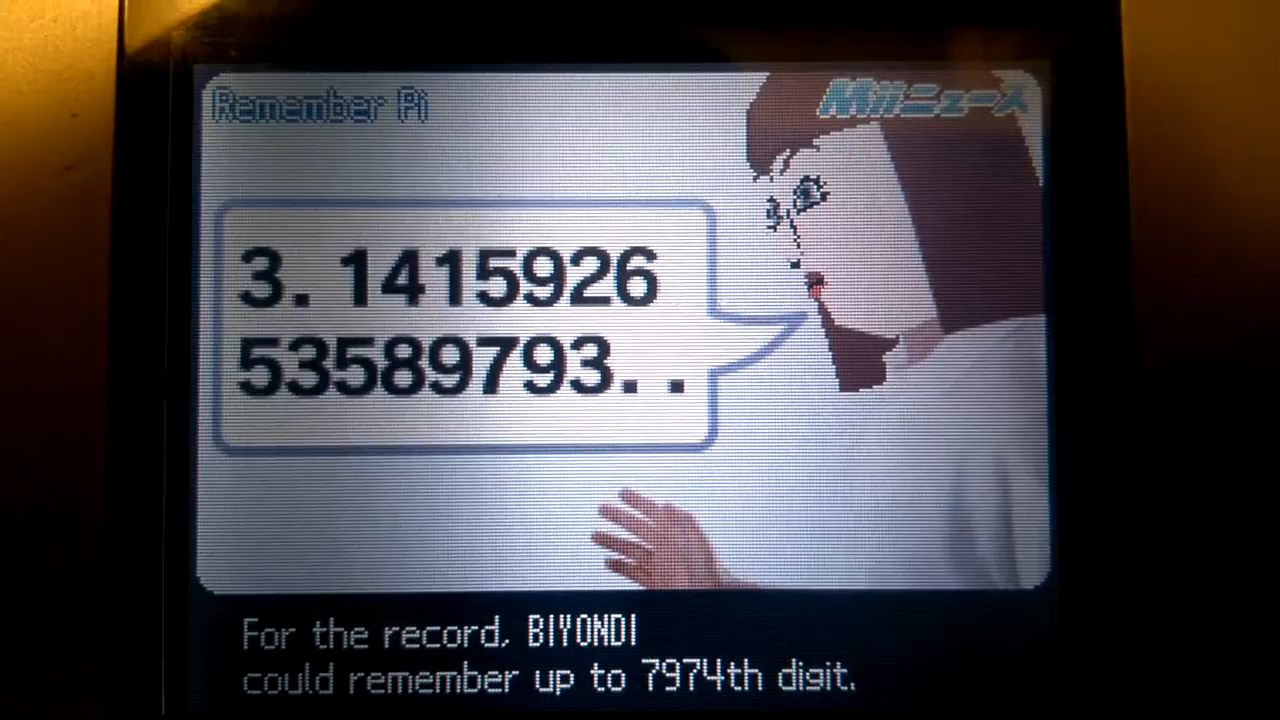 Remember Pi
Miiニュース
3.1415926
53589793..
For the record, BIYONDI
could remember up to 7974th digit.